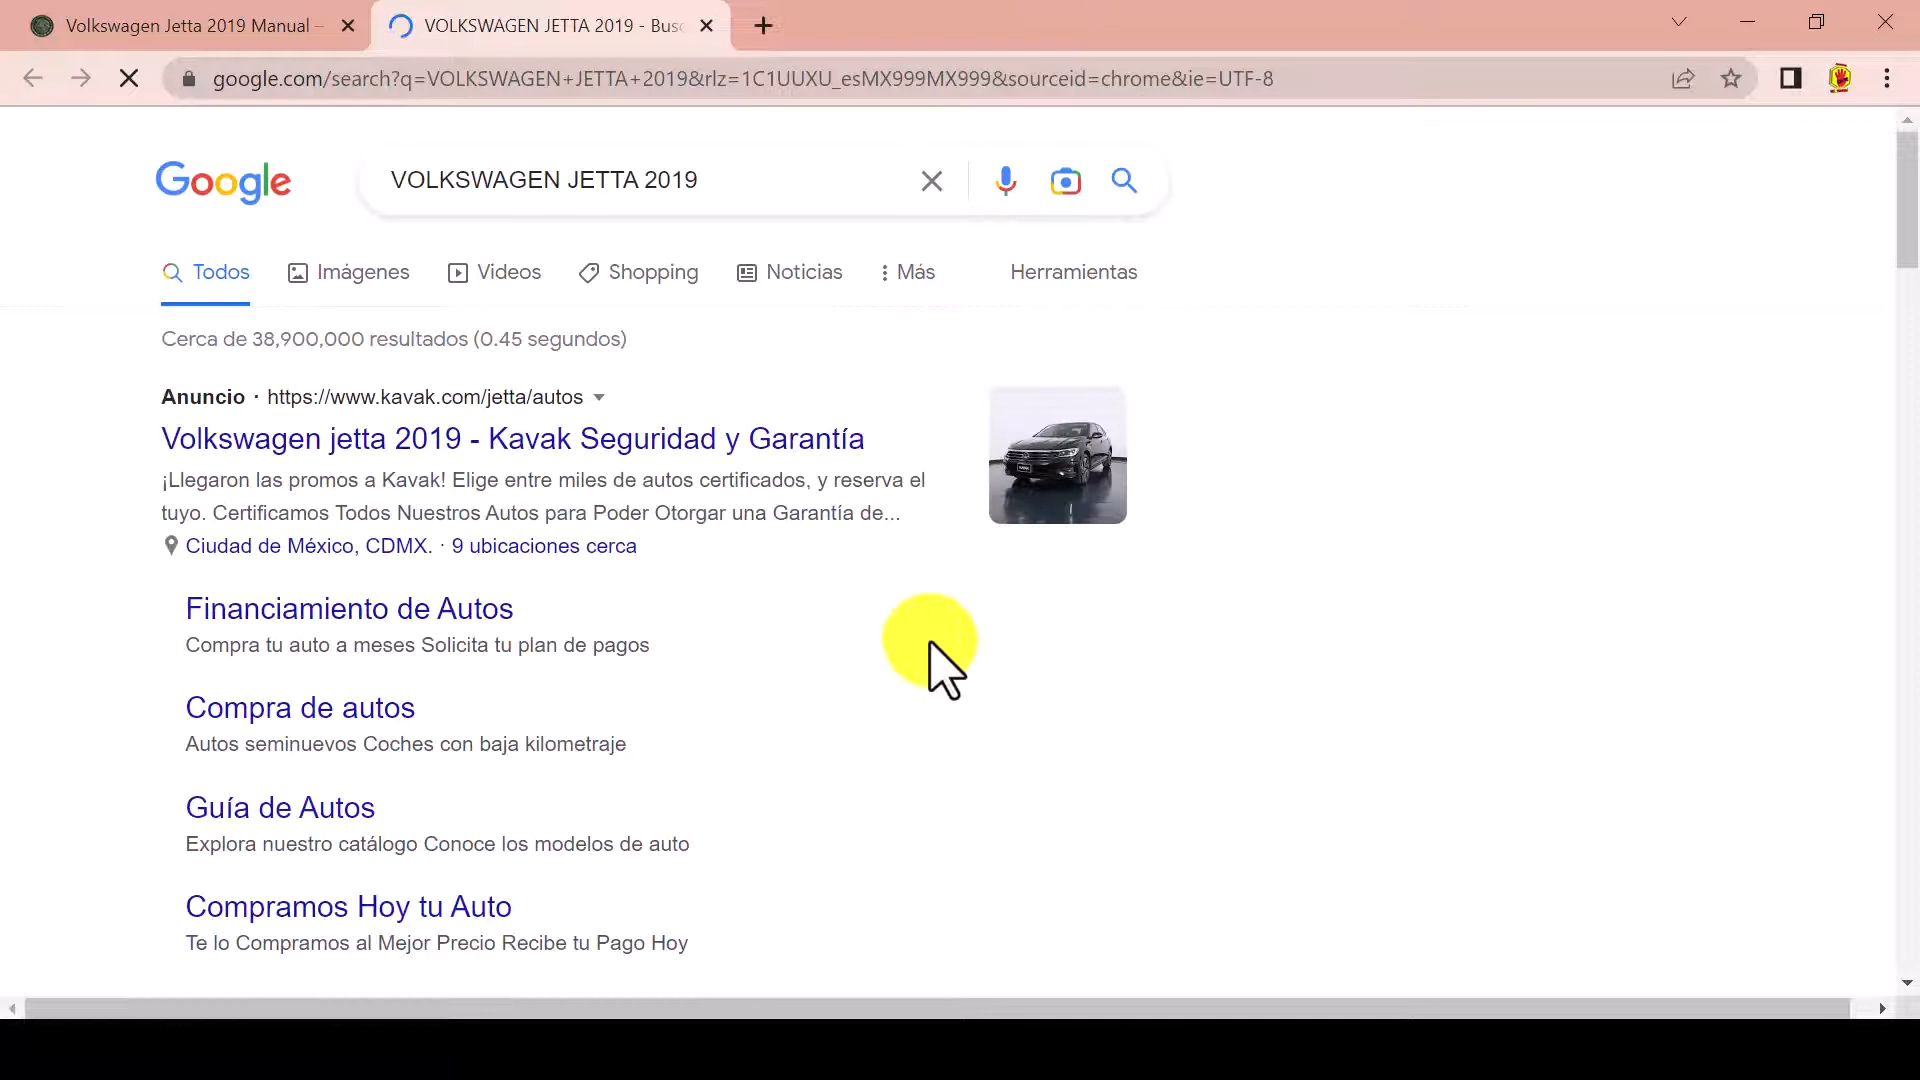 Volkswagen Jetta 2019 Manual –
VOLKSWAGEN JETTA 2019 - Bus
google.com/search?q=VOLKSWAGEN+JETTA+2019&rlz=1C1UUXU_esMX999MX999&sourceid=chrome&ie=UTF-8
Google
VOLKSWAGEN JETTA 2019
Todos
Imágenes
Videos
Shopping
Noticias
Más
Herramientas
Cerca de 38,900,000 resultados (0.45 segundos)
Anuncio · https://www.kavak.com/jetta/autos
Volkswagen jetta 2019 - Kavak Seguridad y Garantía
¡Llegaron las promos a Kavak! Elige entre miles de autos certificados, y reserva el
tuyo. Certificamos Todos Nuestros Autos para Poder Otorgar una Garantía de...
Ciudad de México, CDMX. · 9 ubicaciones cerca
Financiamiento de Autos
Compra tu auto a meses Solicita tu plan de pagos
Compra de autos
Autos seminuevos Coches con baja kilometraje
Guía de Autos
Explora nuestro catálogo Conoce los modelos de auto
Compramos Hoy tu Auto
Te lo Compramos al Mejor Precio Recibe tu Pago Hoy